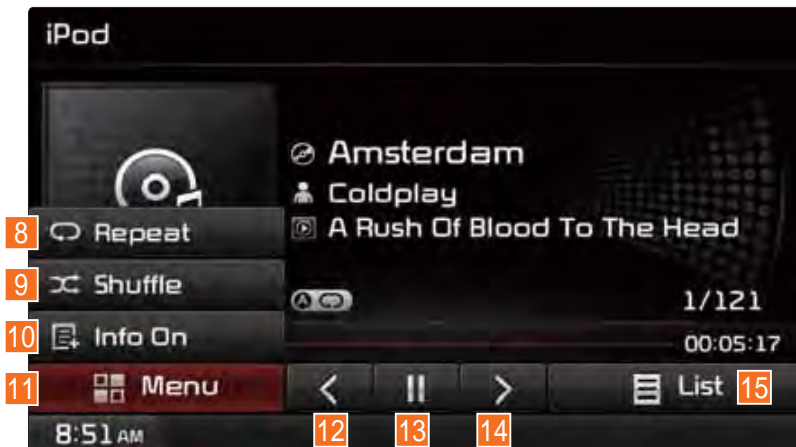 iPod
Amsterdam
Coldplay
A Rush Of Blood To The Head
8 Repeat
9 Shuffle
A 1/121
10 Info On
00:05:17
11 Menu List 15
8:51 AM 12 13 14